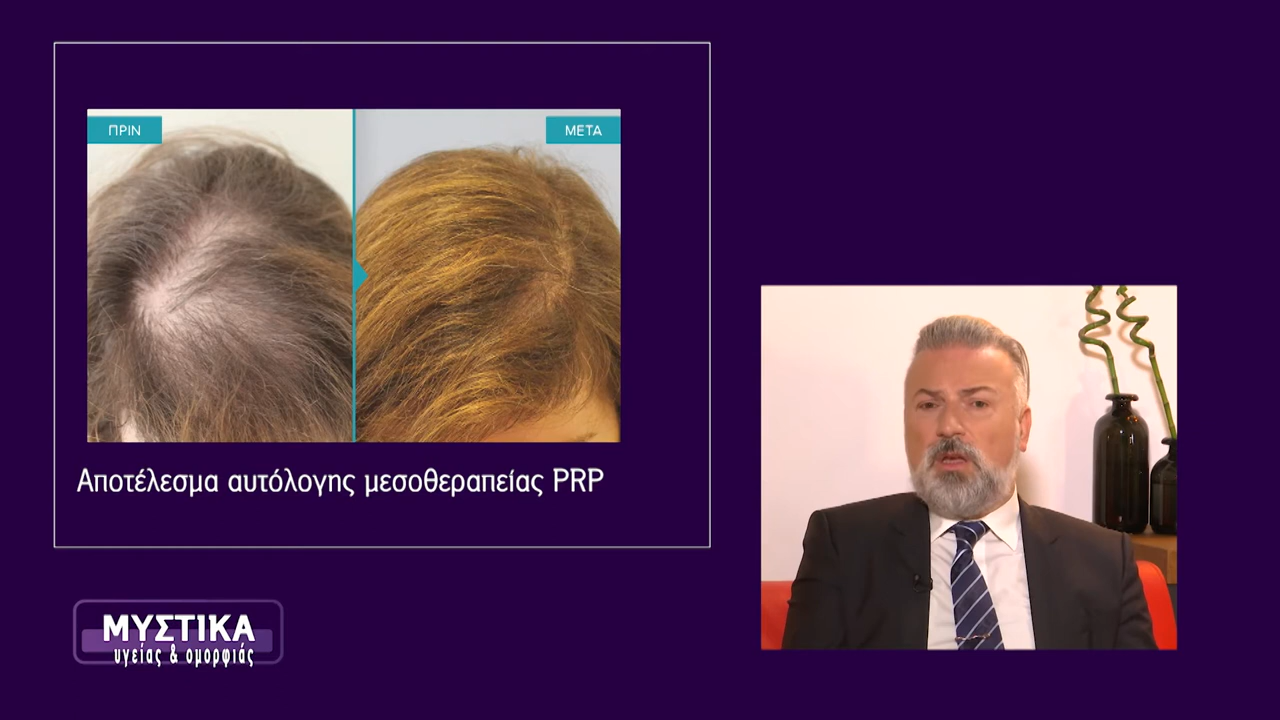 ΠΡΙΝ
ΜΕΤΑ
Αποτέλεσμα αυτόλογης μεσοθεραπείας PRP
ΜΥΣΤΙΚΑ
υγείας & ομορφιάς